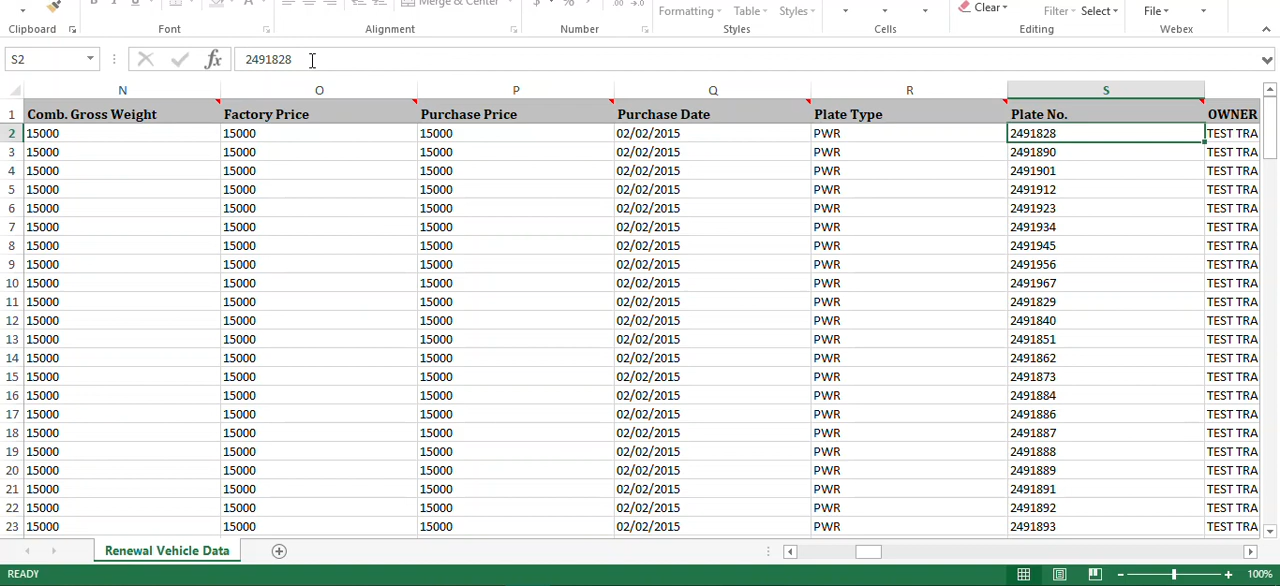 Merge & Center $ %
Formatting Table Styles Clear Filter Select File
Clipboard Font Alignment Number Styles Cells Editing Webex
S2 fx 2491828
N O P Q R S
1 Comb. Gross Weight Factory Price Purchase Price Purchase Date Plate Type Plate No. OWNER
2 15000 15000 15000 02/02/2015 PWR 2491828 TEST TRA
3 15000 15000 15000 02/02/2015 PWR 2491890 TEST TRA
4 15000 15000 15000 02/02/2015 PWR 2491901 TEST TRA
5 15000 15000 15000 02/02/2015 PWR 2491912 TEST TRA
6 15000 15000 15000 02/02/2015 PWR 2491923 TEST TRA
7 15000 15000 15000 02/02/2015 PWR 2491934 TEST TRA
8 15000 15000 15000 02/02/2015 PWR 2491945 TEST TRA
9 15000 15000 15000 02/02/2015 PWR 2491956 TEST TRA
10 15000 15000 15000 02/02/2015 PWR 2491967 TEST TRA
11 15000 15000 15000 02/02/2015 PWR 2491829 TEST TRA
12 15000 15000 15000 02/02/2015 PWR 2491840 TEST TRA
13 15000 15000 15000 02/02/2015 PWR 2491851 TEST TRA
14 15000 15000 15000 02/02/2015 PWR 2491862 TEST TRA
15 15000 15000 15000 02/02/2015 PWR 2491873 TEST TRA
16 15000 15000 15000 02/02/2015 PWR 2491884 TEST TRA
17 15000 15000 15000 02/02/2015 PWR 2491886 TEST TRA
18 15000 15000 15000 02/02/2015 PWR 2491887 TEST TRA
19 15000 15000 15000 02/02/2015 PWR 2491888 TEST TRA
20 15000 15000 15000 02/02/2015 PWR 2491889 TEST TRA
21 15000 15000 15000 02/02/2015 PWR 2491891 TEST TRA
22 15000 15000 15000 02/02/2015 PWR 2491892 TEST TRA
23 15000 15000 15000 02/02/2015 PWR 2491893 TEST TRA
Renewal Vehicle Data
READY 100%